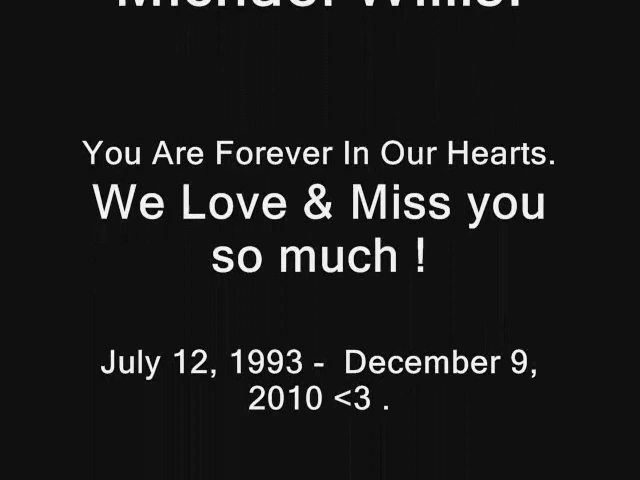 You Are Forever In Our Hearts.
We Love & Miss you
so much !
July 12, 1993 -  December 9,
2010 <3 .